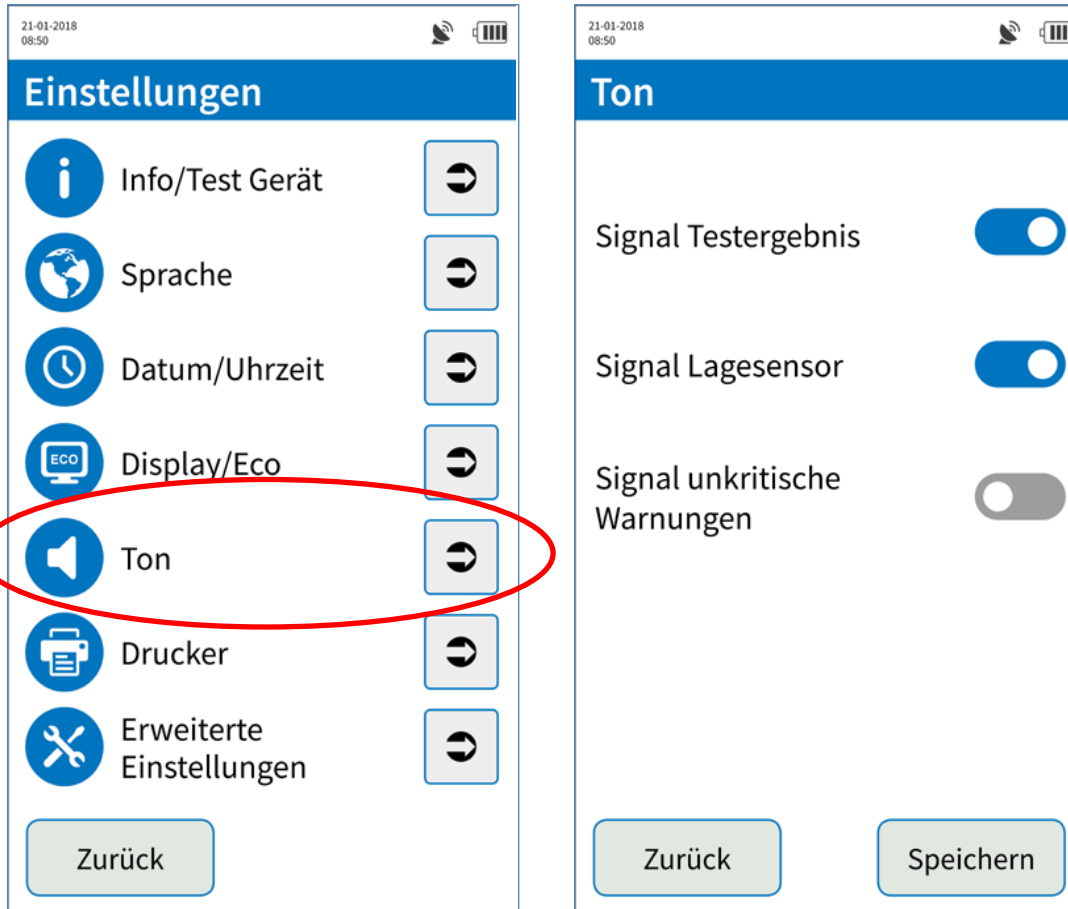 21-01-2018
08:50
Einstellungen
Info/Test Gerät
Sprache
Datum/Uhrzeit
ECO
Display/Eco
Ton
Drucker
Erweiterte
Einstellungen
Zurück
21-01-2018
08:50
Ton
Signal Testergebnis
Signal Lagesensor
Signal unkritische
Warnungen
Zurück
Speichern